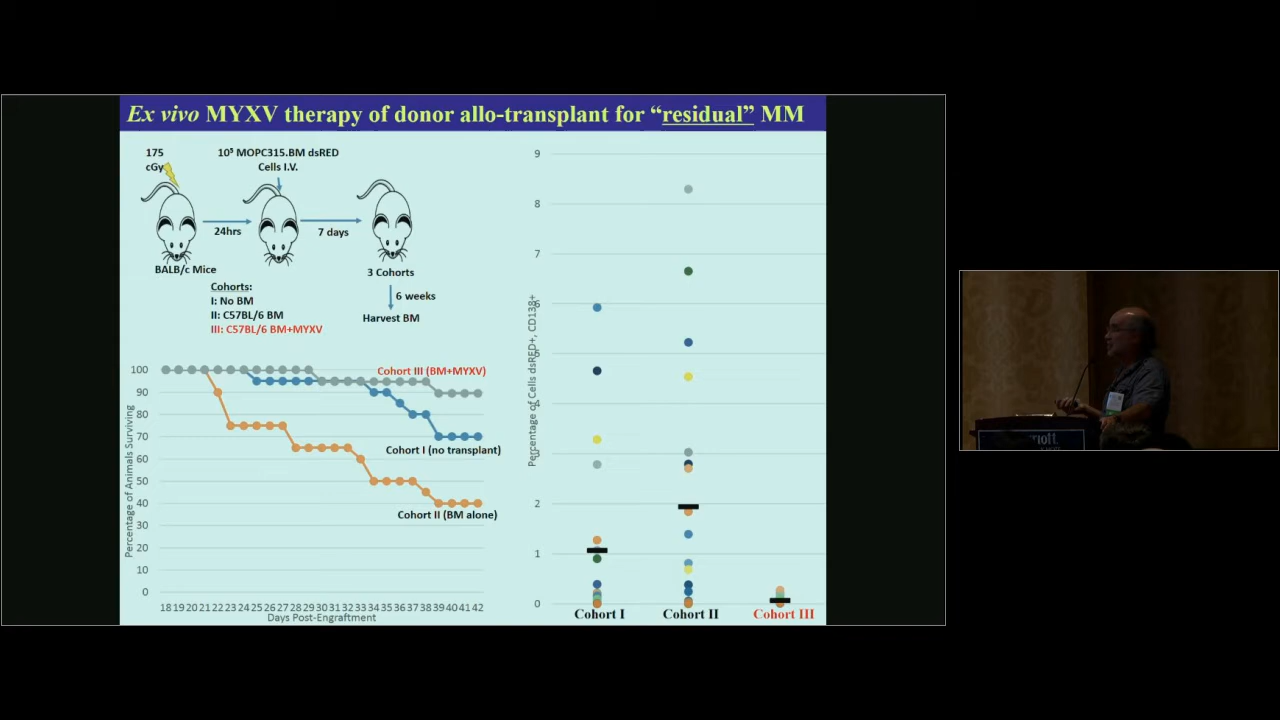 Ex vivo MYXV therapy of donor allo-transplant for “residual” MM
175
cGy
10⁵ MOPC315.BM dsRED
Cells I.V.
24hrs
7 days
BALB/c Mice
3 Cohorts
Cohorts:
I: No BM
II: C57BL/6 BM
III: C57BL/6 BM+MYXV
6 weeks
Harvest BM
Percentage of Animals Surviving
100
90
80
70
60
50
40
30
20
10
0
Cohort III (BM+MYXV)
Cohort I (no transplant)
Cohort II (BM alone)
18 19 20 21 22 23 24 25 26 27 28 29 30 31 32 33 34 35 36 37 38 39 40 41 42
Days Post-Engraftment
Percentage of Cells dsRED+, CD138+
9
8
7
6
5
4
3
2
1
0
Cohort I Cohort II Cohort III